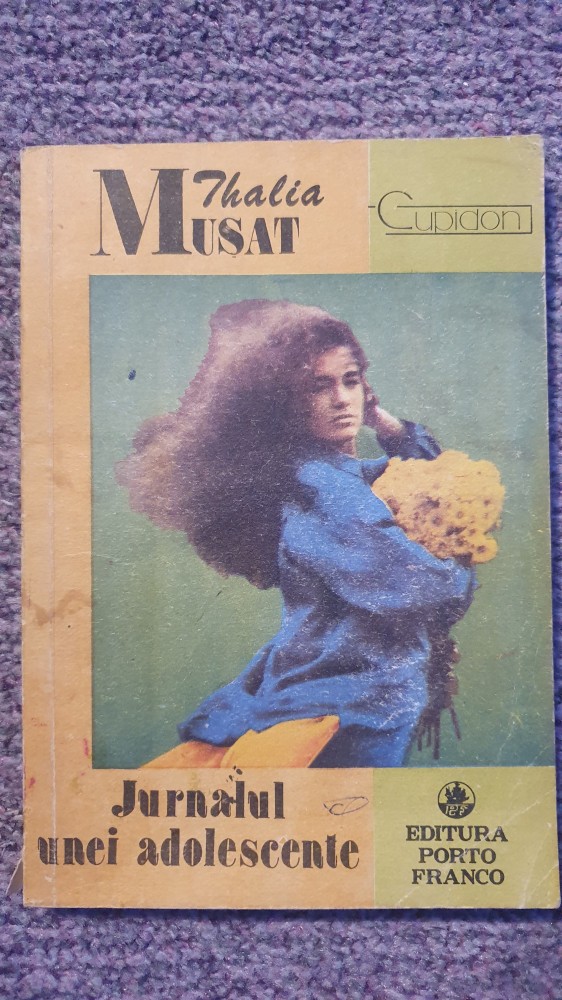 Thalia
MUȘAT
Cupidon
Jurnalul
unei adolescente
EDITURA
PORTO
FRANCO